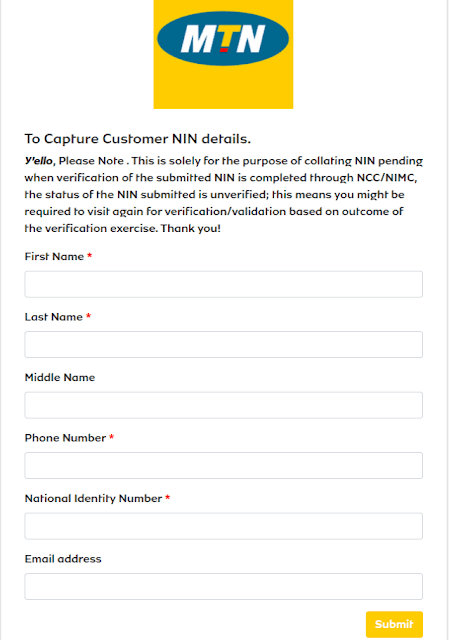 MTN
To Capture Customer NIN details.
Y'ello, Please Note . This is solely for the purpose of collating NIN pending
when verification of the submitted NIN is completed through NCC/NIMC,
the status of the NIN submitted is unverified; this means you might be
required to visit again for verification/validation based on outcome of
the verification exercise. Thank you!
First Name *
Last Name *
Middle Name
Phone Number *
National Identity Number *
Email address
Submit